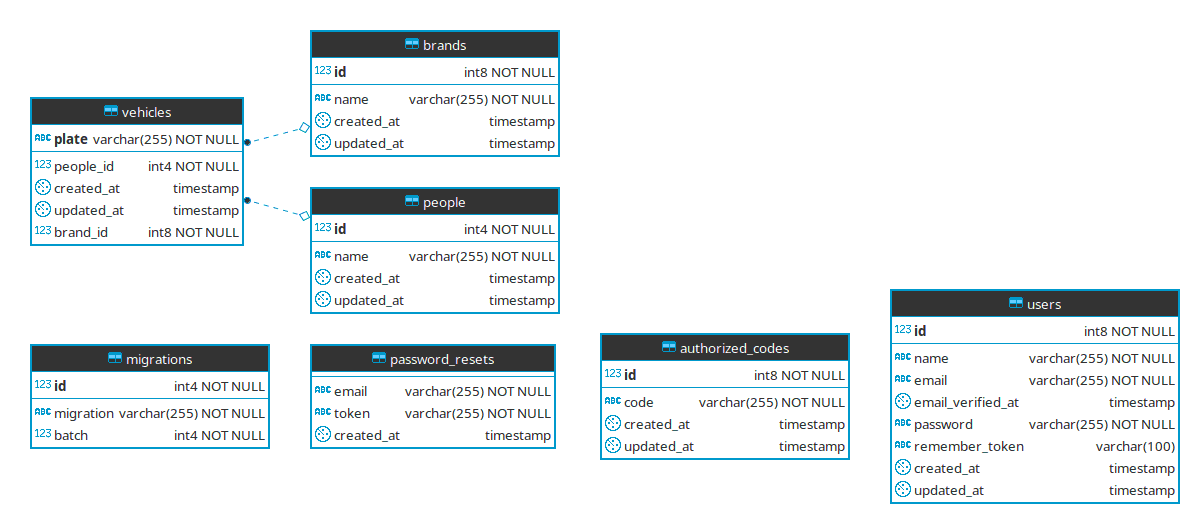 brands
123 id int8 NOT NULL
ABC name varchar(255) NOT NULL
created_at timestamp
updated_at timestamp
vehicles
ABC plate varchar(255) NOT NULL
123 people_id int4 NOT NULL
created_at timestamp
updated_at timestamp
123 brand_id int8 NOT NULL
people
123 id int4 NOT NULL
ABC name varchar(255) NOT NULL
created_at timestamp
updated_at timestamp
migrations
123 id int4 NOT NULL
ABC migration varchar(255) NOT NULL
123 batch int4 NOT NULL
password_resets
ABC email varchar(255) NOT NULL
ABC token varchar(255) NOT NULL
created_at timestamp
authorized_codes
123 id int8 NOT NULL
ABC code varchar(255) NOT NULL
created_at timestamp
updated_at timestamp
users
123 id int8 NOT NULL
ABC name varchar(255) NOT NULL
ABC email varchar(255) NOT NULL
email_verified_at timestamp
ABC password varchar(255) NOT NULL
ABC remember_token varchar(100)
created_at timestamp
updated_at timestamp